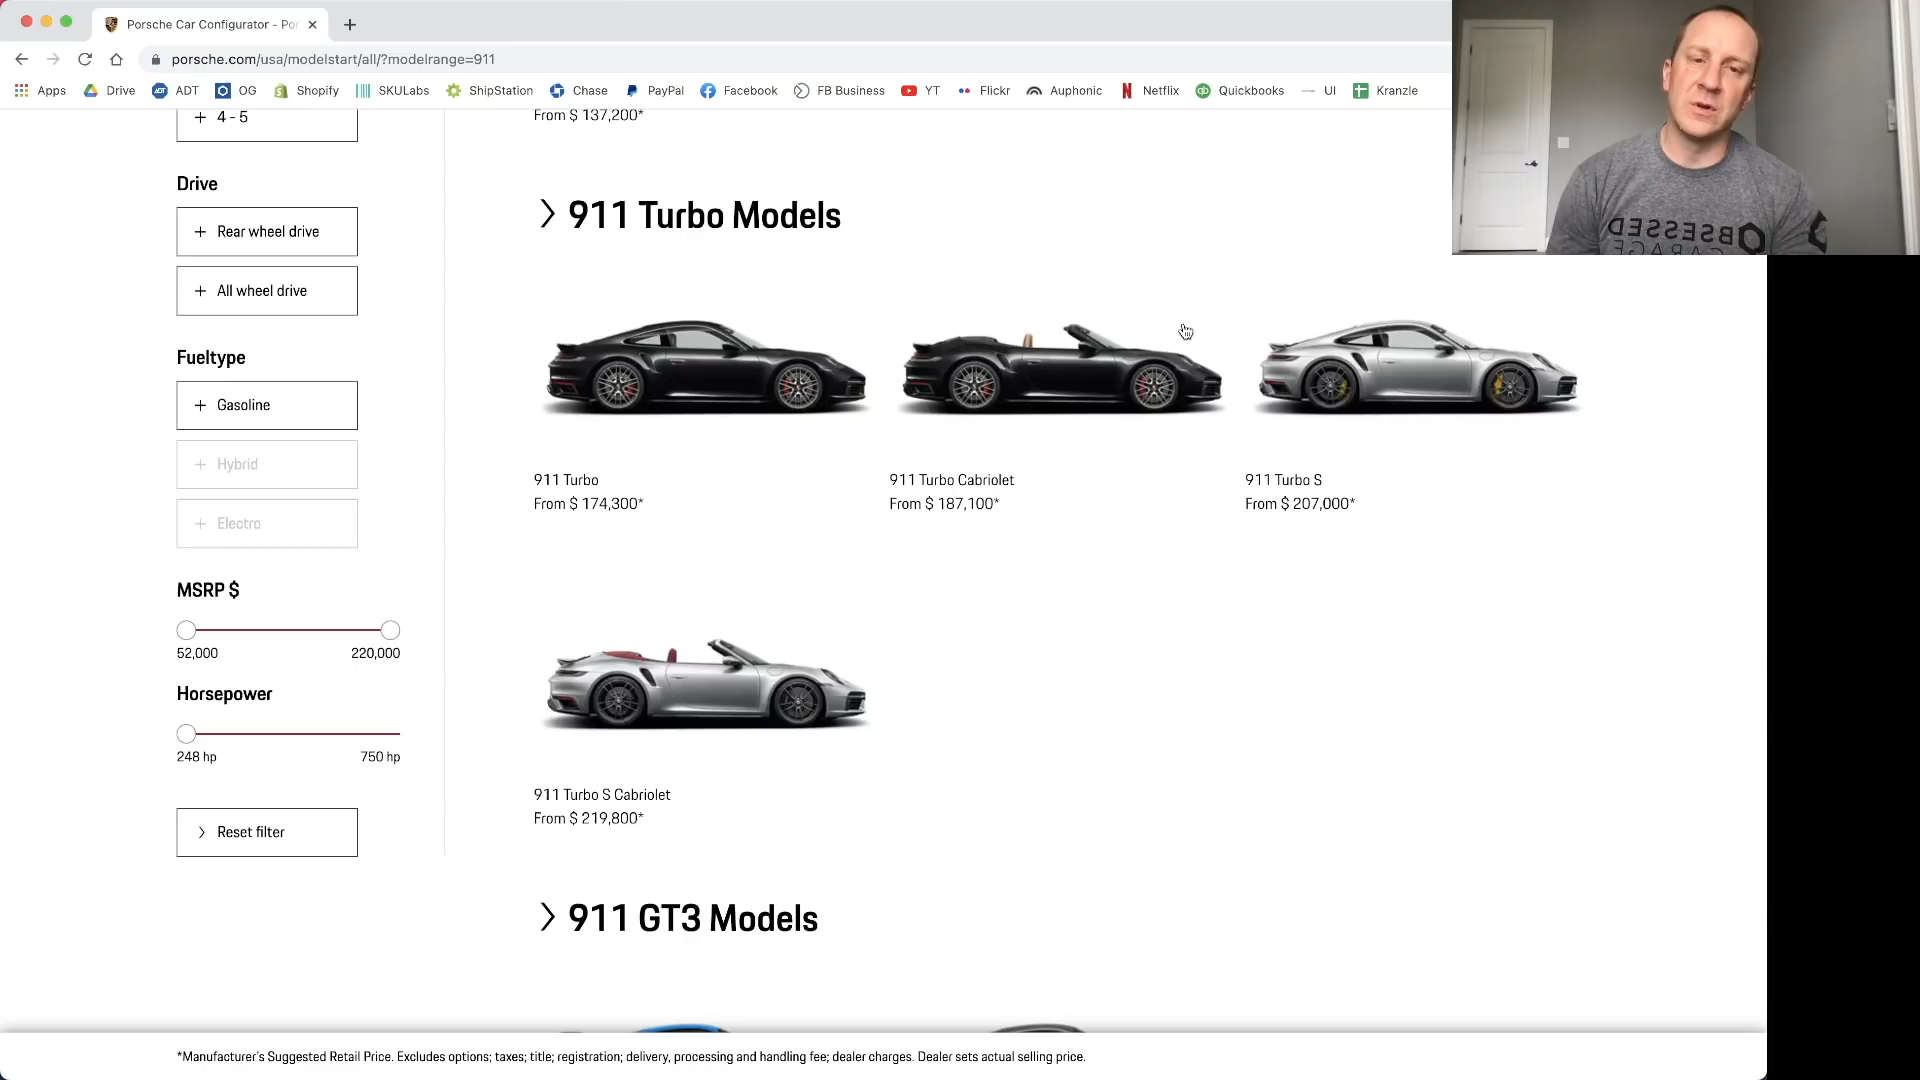 Porsche Car Configurator - Por
porsche.com/usa/modelstart/all/?modelrange=911
Apps Drive ADT OG Shopify SKULabs ShipStation Chase PayPal Facebook FB Business YT Flickr Auphonic Netflix Quickbooks UI Kranzle
+ 4 - 5
From $ 137,200*
Drive
+ Rear wheel drive
+ All wheel drive
Fueltype
+ Gasoline
+ Hybrid
+ Electro
MSRP $
52,000 220,000
Horsepower
248 hp 750 hp
Reset filter
911 Turbo Models
911 Turbo
From $ 174,300*
911 Turbo Cabriolet
From $ 187,100*
911 Turbo S
From $ 207,000*
911 Turbo S Cabriolet
From $ 219,800*
911 GT3 Models
*Manufacturer's Suggested Retail Price. Excludes options; taxes; title; registration; delivery, processing and handling fee; dealer charges. Dealer sets actual selling price.
OBSESSED
GARAGE